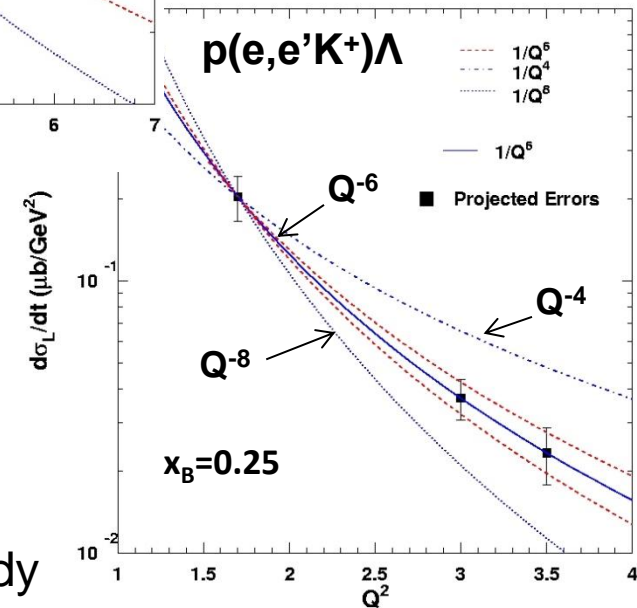 6
7
p(e,e’K⁺)Λ
1/Q⁶
1/Q⁴
1/Q⁸
1/Q⁶
Projected Errors
Q⁻⁶
Q⁻⁴
Q⁻⁸
x_B=0.25
dσ_L/dt (μb/GeV²)
10⁻¹
10⁻²
1 1.5 2 2.5 3 3.5 4
Q²
dy